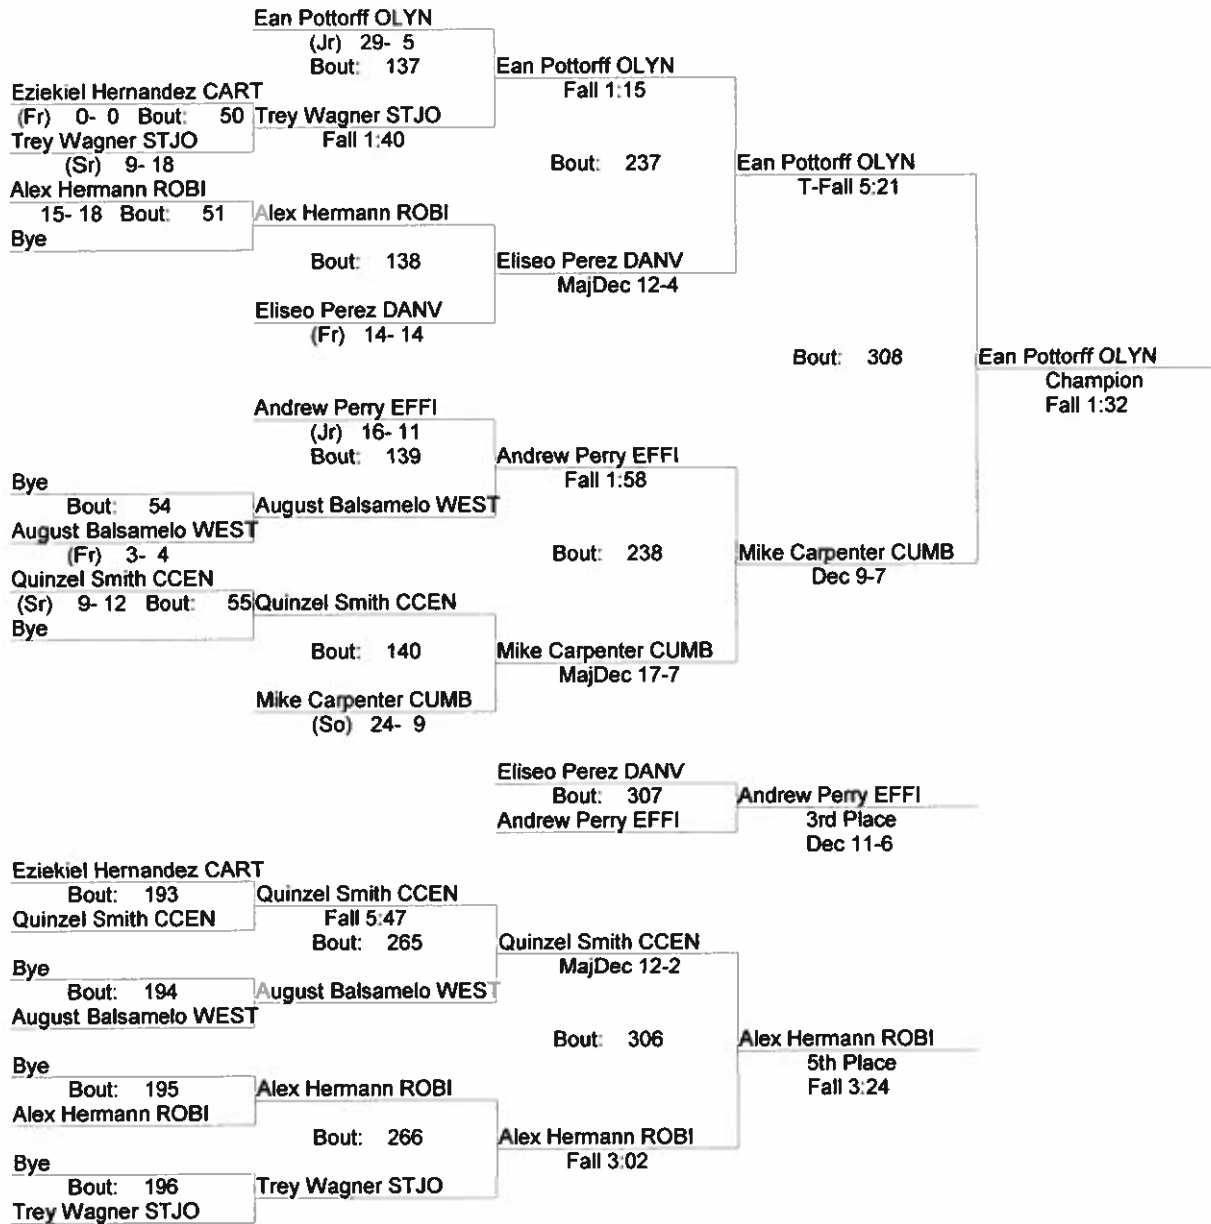 Ean Pottorff OLYN
(Jr) 29- 5
Bout: 137
Ean Pottorff OLYN
Fall 1:15
Eziekiel Hernandez CART
(Fr) 0- 0 Bout: 50
Trey Wagner STJO
Fall 1:40
Trey Wagner STJO
(Sr) 9- 18
Bout: 237
Ean Pottorff OLYN
T-Fall 5:21
Alex Hermann ROBI
15- 18 Bout: 51
Alex Hermann ROBI
Bye
Bout: 138
Eliseo Perez DANV
MajDec 12-4
Eliseo Perez DANV
(Fr) 14- 14
Bout: 308
Ean Pottorff OLYN
Champion
Fall 1:32
Andrew Perry EFFI
(Jr) 16- 11
Bout: 139
Andrew Perry EFFI
Fall 1:58
Bye
Bout: 54
August Balsamelo WEST
August Balsamelo WEST
(Fr) 3- 4
Bout: 238
Mike Carpenter CUMB
Dec 9-7
Quinzel Smith CCEN
(Sr) 9- 12 Bout: 55
Quinzel Smith CCEN
Bye
Bout: 140
Mike Carpenter CUMB
MajDec 17-7
Mike Carpenter CUMB
(So) 24- 9
Eliseo Perez DANV
Bout: 307
Andrew Perry EFFI
Andrew Perry EFFI
3rd Place
Dec 11-6
Eziekiel Hernandez CART
Bout: 193
Quinzel Smith CCEN
Quinzel Smith CCEN
Fall 5:47
Bout: 265
Quinzel Smith CCEN
MajDec 12-2
Bye
Bout: 194
August Balsamelo WEST
August Balsamelo WEST
Bout: 306
Alex Hermann ROBI
5th Place
Fall 3:24
Bye
Bout: 195
Alex Hermann ROBI
Alex Hermann ROBI
Bout: 266
Alex Hermann ROBI
Fall 3:02
Bye
Bout: 196
Trey Wagner STJO
Trey Wagner STJO